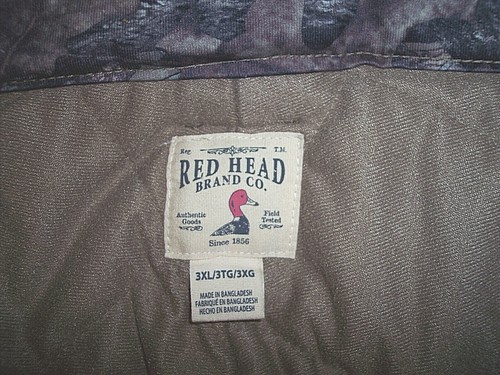 Reg. T.M.
RED HEAD
BRAND CO.
Authentic Goods
Field Tested
Since 1856
3XL/3TG/3XG
MADE IN BANGLADESH
FABRIQUÉ EN BANGLADESH
HECHO EN BANGLADESH